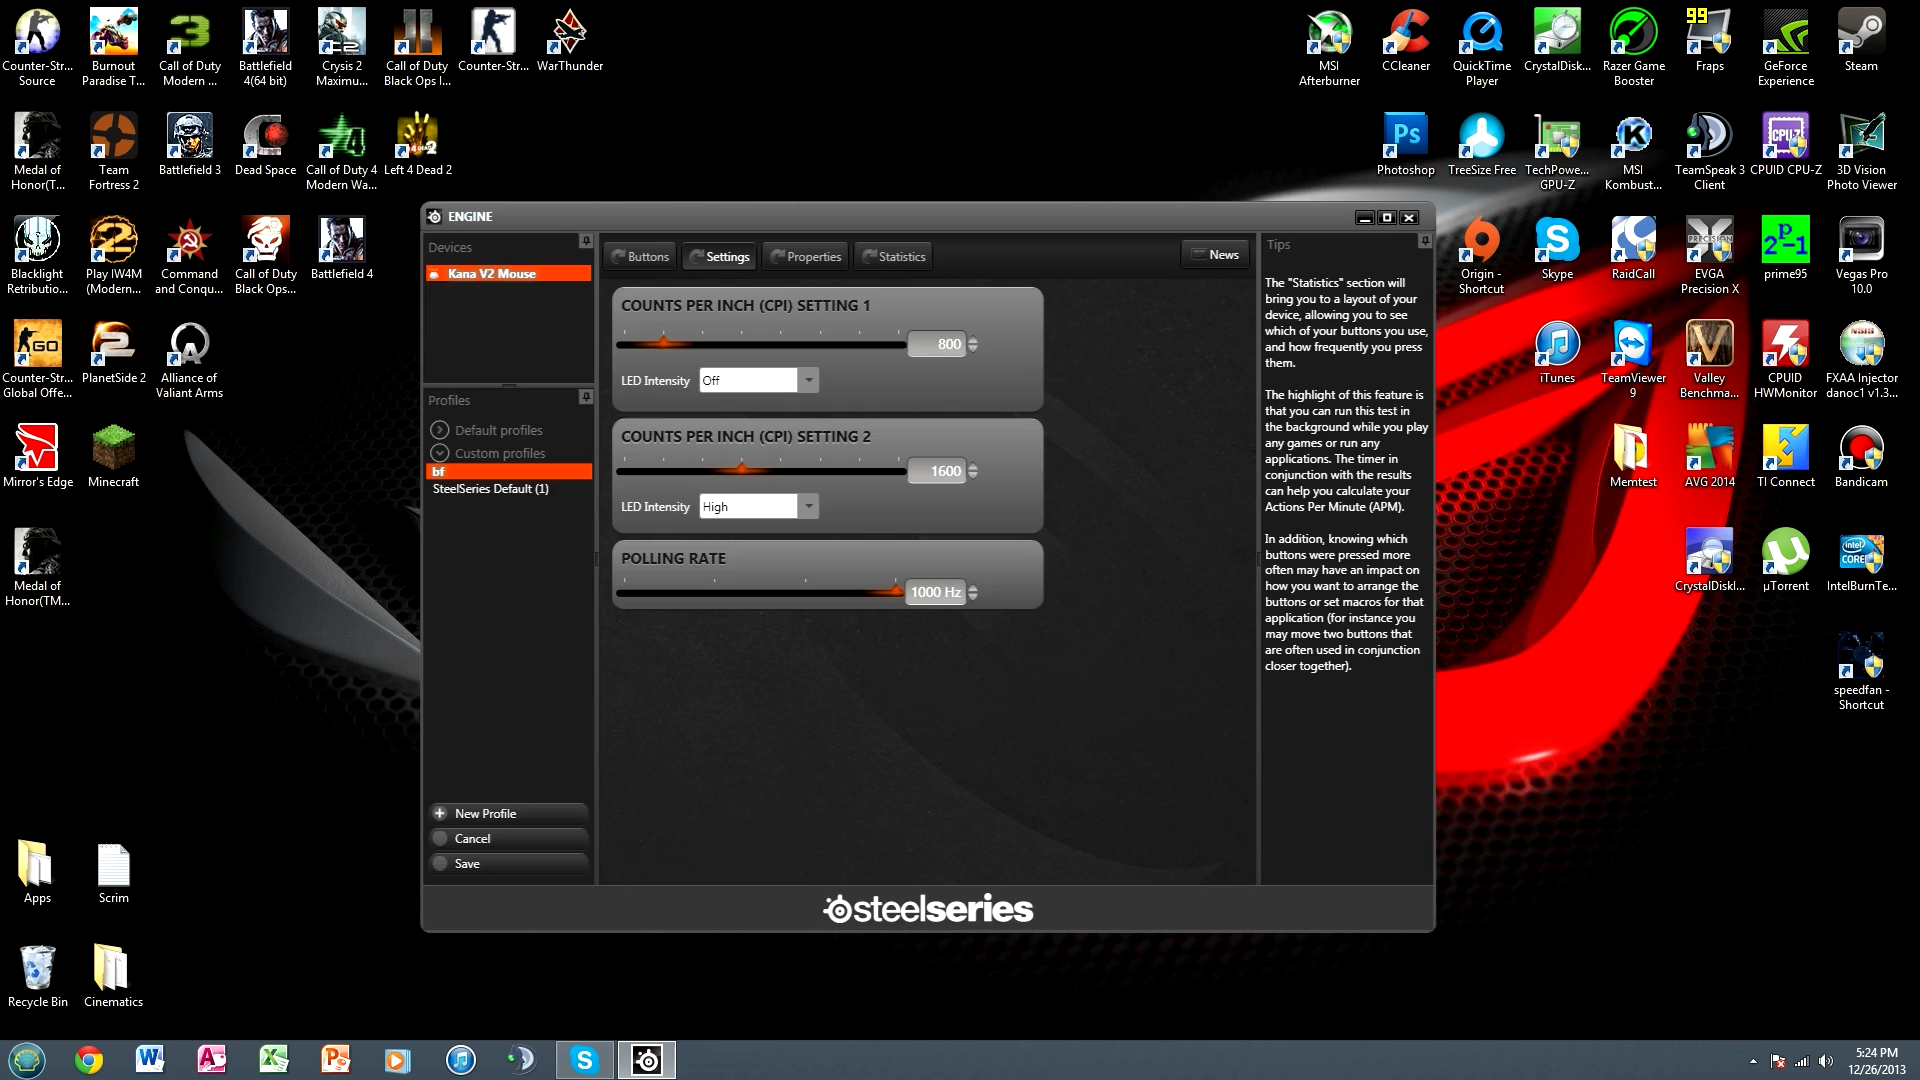 Counter-Str...
Source
Burnout
Paradise T...
Call of Duty
Modern ...
Battlefield
4(64 bit)
Crysis 2
Maximu...
Call of Duty
Black Ops I...
Counter-Str...
WarThunder
MSI
Afterburner
CCleaner
QuickTime
Player
CrystalDisk...
Razer Game
Booster
99
Fraps
GeForce
Experience
Steam
Medal of
Honor(T...
Team
Fortress 2
Battlefield 3
Dead Space
Call of Duty 4
Modern Wa...
Left 4 Dead 2
Ps
Photoshop
TreeSize Free
TechPowe...
GPU-Z
K
MSI
Kombust...
TeamSpeak 3
Client
CPU-Z
CPUID CPU-Z
3D Vision
Photo Viewer
Blacklight
Retributio...
Play IW4M
(Modern...
Command
and Conqu...
Call of Duty
Black Ops...
Battlefield 4
Origin -
Shortcut
Skype
RaidCall
PRECISION
EVGA
Precision X
2P-1
prime95
Vegas Pro
10.0
GO
Counter-Str...
Global Offe...
PlanetSide 2
Alliance of
Valiant Arms
iTunes
TeamViewer
9
Valley
Benchma...
CPUID
HWMonitor
FXAA Injector
danoc1 v1.3...
Mirror's Edge
Minecraft
Memtest
AVG 2014
TI Connect
Bandicam
Medal of
Honor(TM...
CrystalDiskI...
µTorrent
intel
CORE
IntelBurnTe...
speedfan -
Shortcut
Apps
Scrim
Recycle Bin
Cinematics
ENGINE
Devices
Kana V2 Mouse
Profiles
Default profiles
Custom profiles
bf
SteelSeries Default (1)
New Profile
Cancel
Save
Buttons
Settings
Properties
Statistics
News
COUNTS PER INCH (CPI) SETTING 1
800
LED Intensity
Off
COUNTS PER INCH (CPI) SETTING 2
1600
LED Intensity
High
POLLING RATE
1000 Hz
Tips
The "Statistics" section will
bring you to a layout of your
device, allowing you to see
which of your buttons you use,
and how frequently you press
them.
The highlight of this feature is
that you can run this test in
the background while you play
any games or run any
applications. The timer in
conjunction with the results
can help you calculate your
Actions Per Minute (APM).
In addition, knowing which
buttons were pressed more
often may have an impact on
how you want to arrange the
buttons or set macros for that
application (for instance you
may move two buttons that
are often used in conjunction
closer together).
steelseries
5:24 PM
12/26/2013